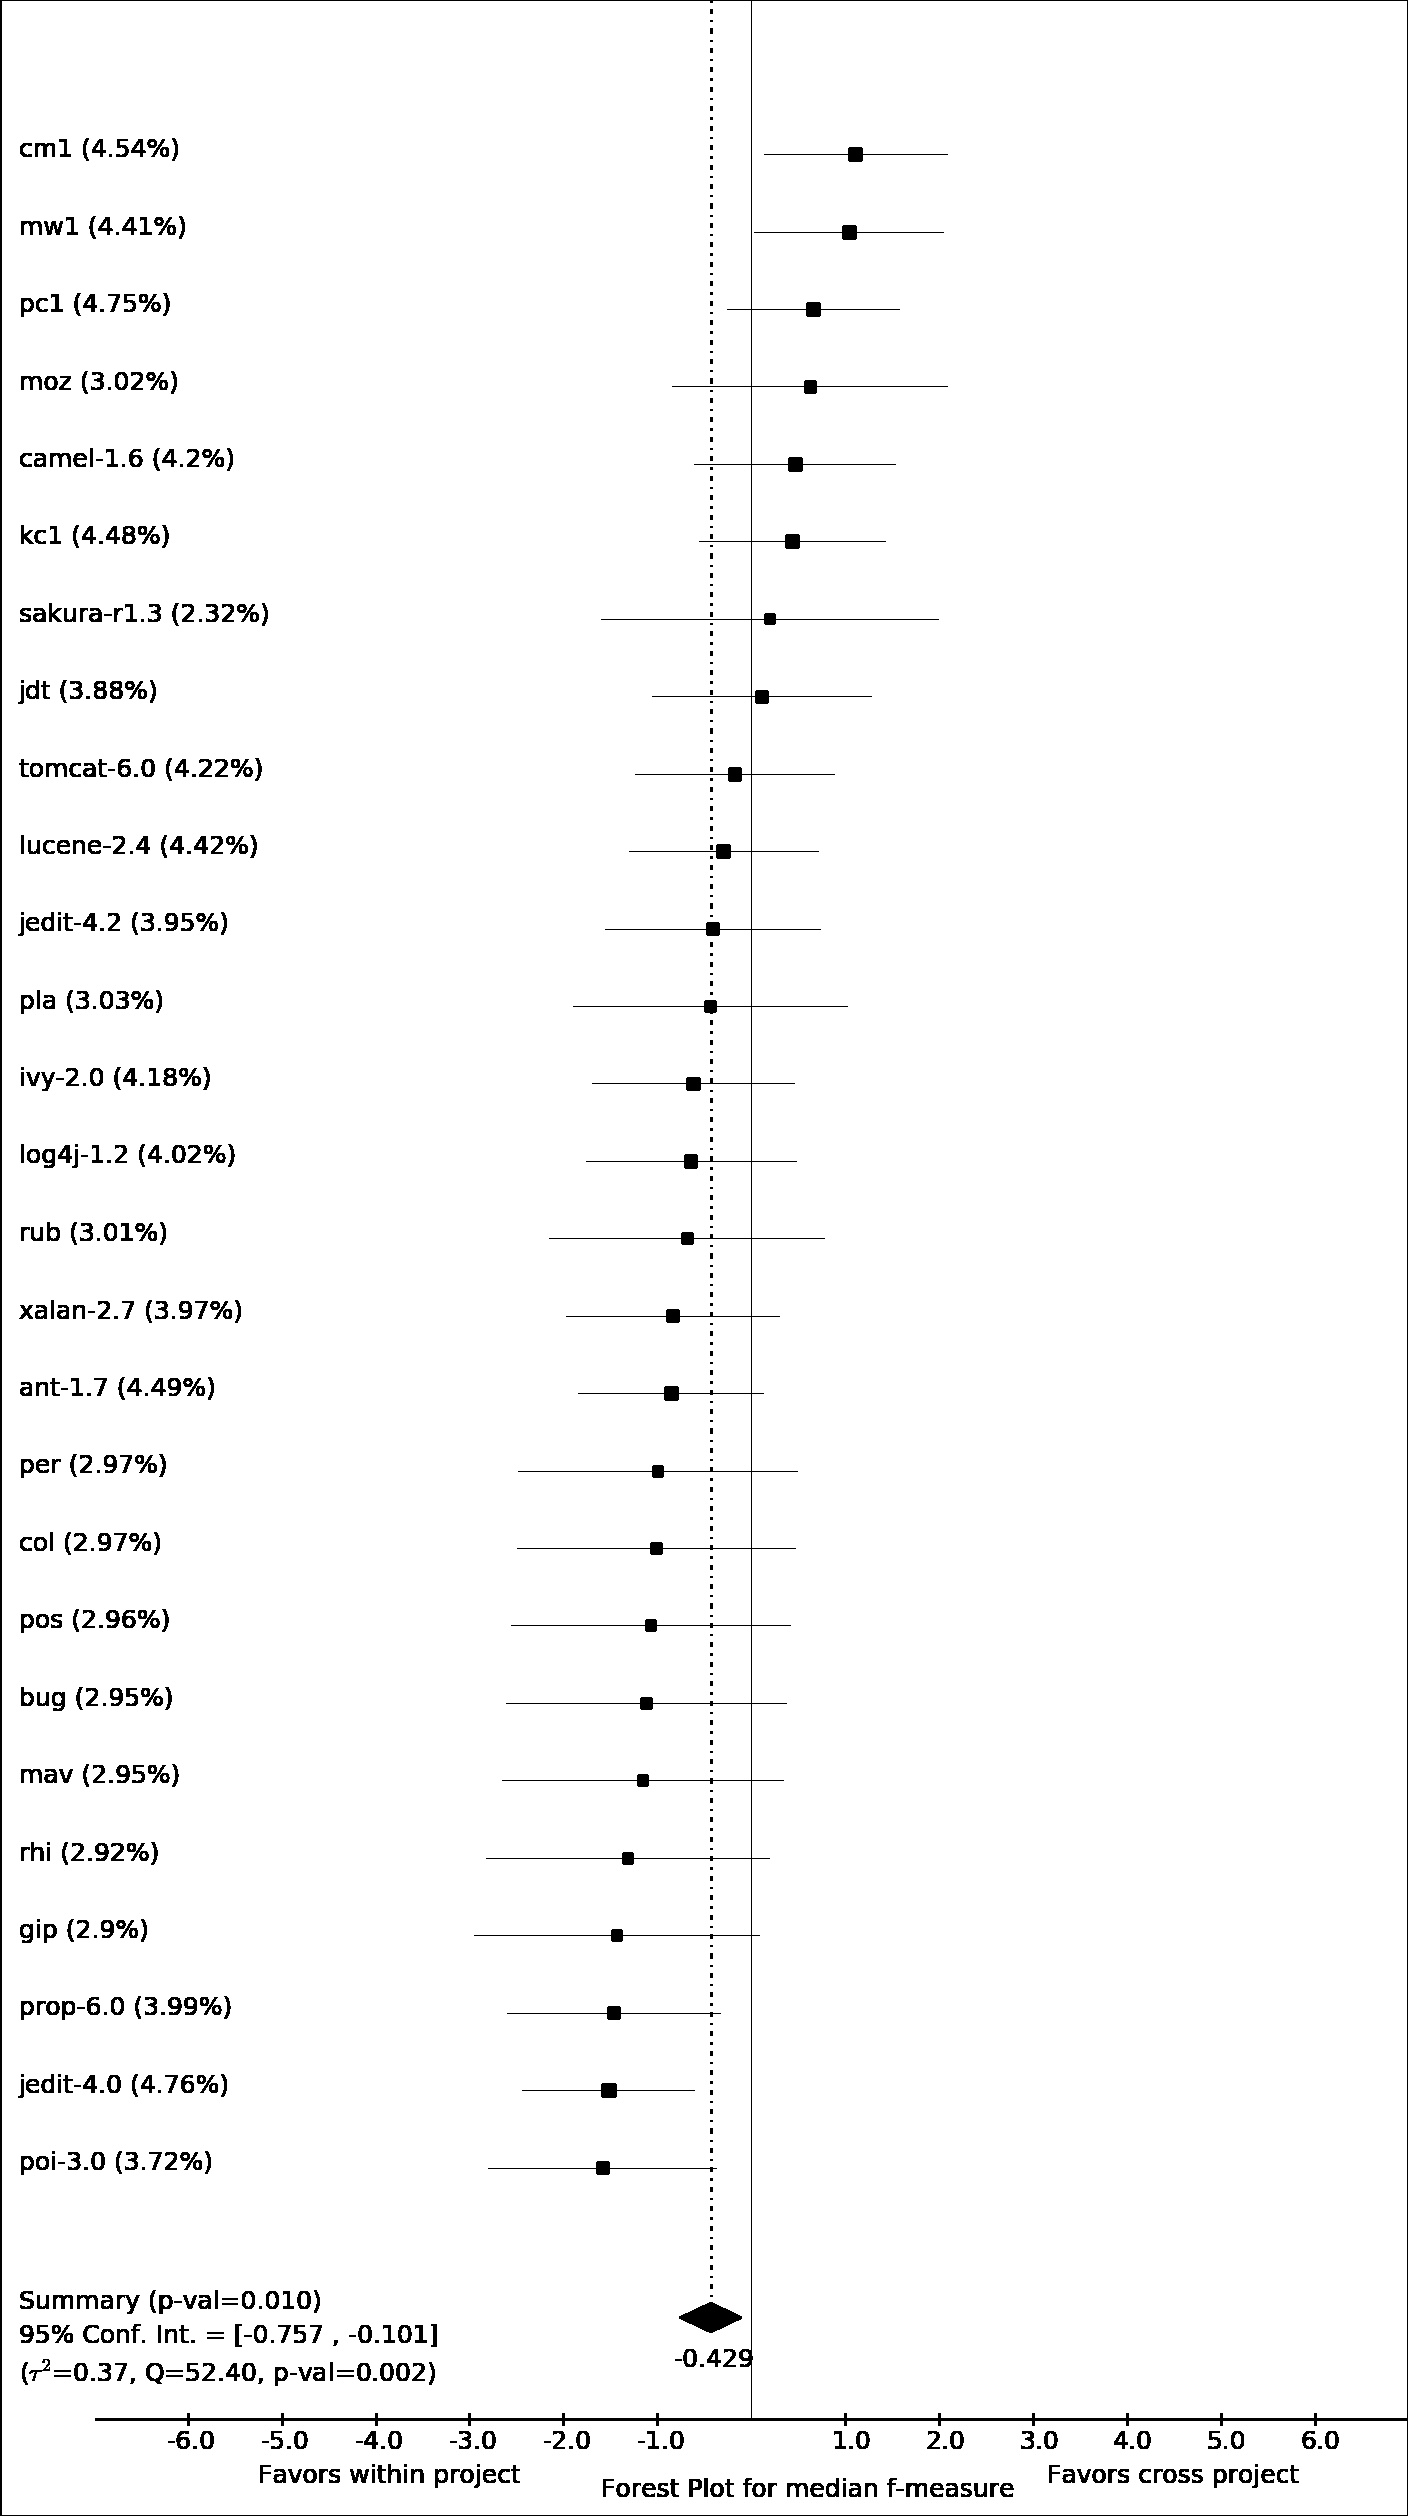 cm1 (4.54%)
mw1 (4.41%)
pc1 (4.75%)
moz (3.02%)
camel-1.6 (4.2%)
kc1 (4.48%)
sakura-r1.3 (2.32%)
jdt (3.88%)
tomcat-6.0 (4.22%)
lucene-2.4 (4.42%)
jedit-4.2 (3.95%)
pla (3.03%)
ivy-2.0 (4.18%)
log4j-1.2 (4.02%)
rub (3.01%)
xalan-2.7 (3.97%)
ant-1.7 (4.49%)
per (2.97%)
col (2.97%)
pos (2.96%)
bug (2.95%)
mav (2.95%)
rhi (2.92%)
gip (2.9%)
prop-6.0 (3.99%)
jedit-4.0 (4.76%)
poi-3.0 (3.72%)
Summary (p-val=0.010)
95% Conf. Int. = [-0.757 , -0.101]
-0.429
(τ²=0.37, Q=52.40, p-val=0.002)
-6.0 -5.0 -4.0 -3.0 -2.0 -1.0 1.0 2.0 3.0 4.0 5.0 6.0
Favors within project Favors cross project
Forest Plot for median f-measure